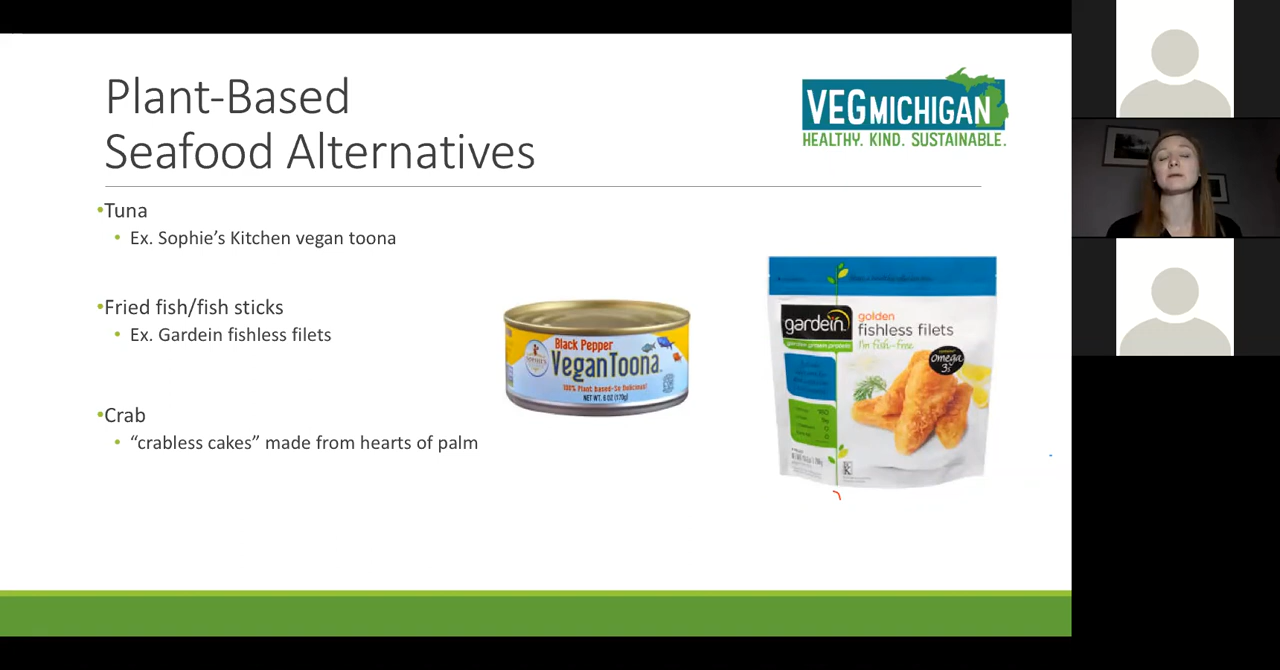 Plant-Based
Seafood Alternatives
VEGMICHIGAN
HEALTHY. KIND. SUSTAINABLE.
•Tuna
• Ex. Sophie’s Kitchen vegan toona
•Fried fish/fish sticks
• Ex. Gardein fishless filets
•Crab
• “crabless cakes” made from hearts of palm
Black Pepper
VeganToona
100% Plant based-So Delicious!
NET WT. 6 OZ (170g)
gardein
golden
fishless filets
I'm fish-free
omega
3's